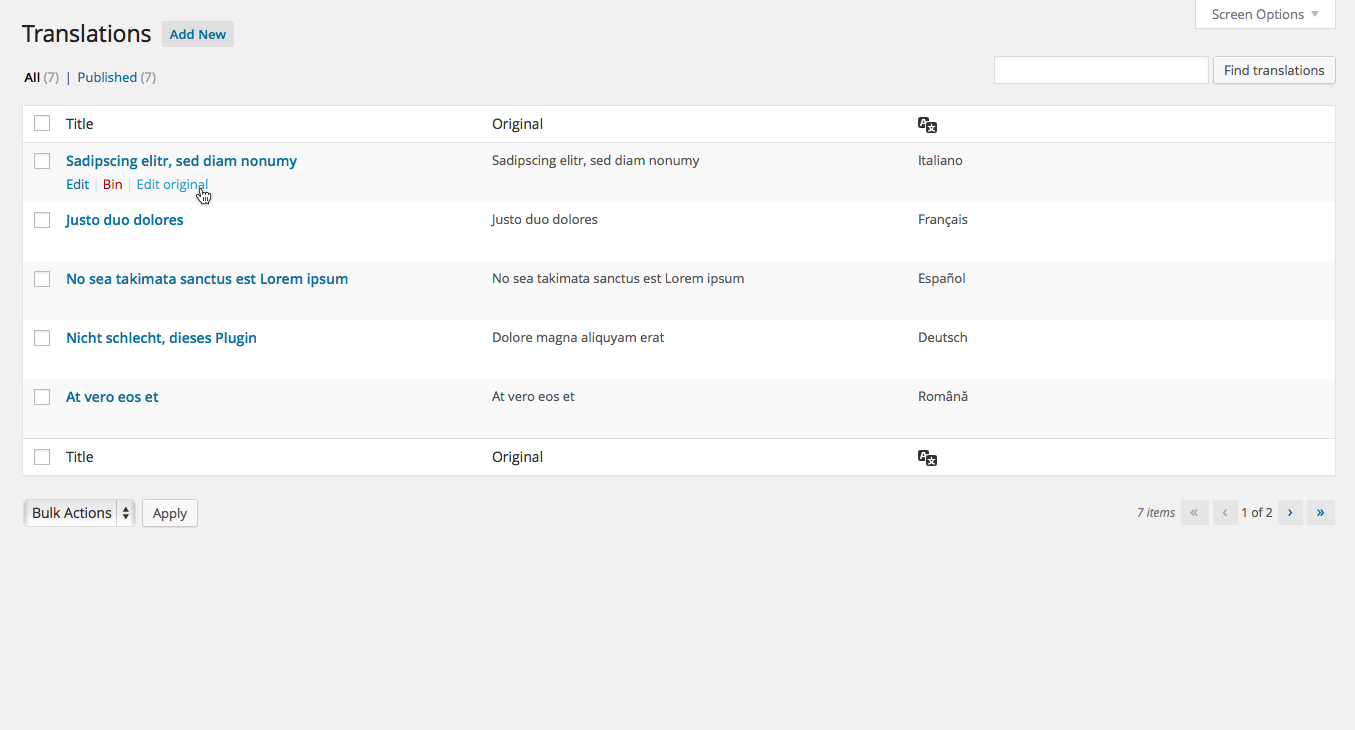 Screen Options
Translations Add New
All (7) | Published (7)
Find translations
Title Original
Sadipscing elitr, sed diam nonumy Sadipscing elitr, sed diam nonumy Italiano
Edit | Bin | Edit original
Justo duo dolores Justo duo dolores Français
No sea takimata sanctus est Lorem ipsum No sea takimata sanctus est Lorem ipsum Español
Nicht schlecht, dieses Plugin Dolore magna aliquyam erat Deutsch
At vero eos et At vero eos et Română
Title Original
Bulk Actions Apply 7 items « ‹ 1 of 2 › »